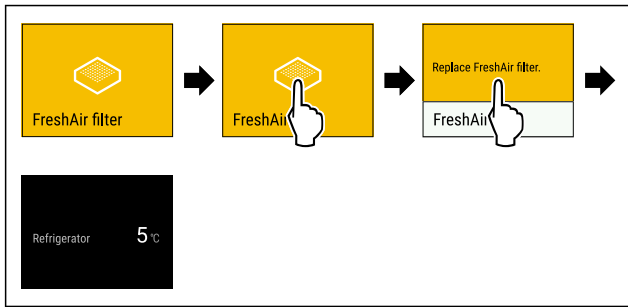 FreshAir filter
FreshAi
Replace FreshAir filter.
FreshAi
Refrigerator 5 °C